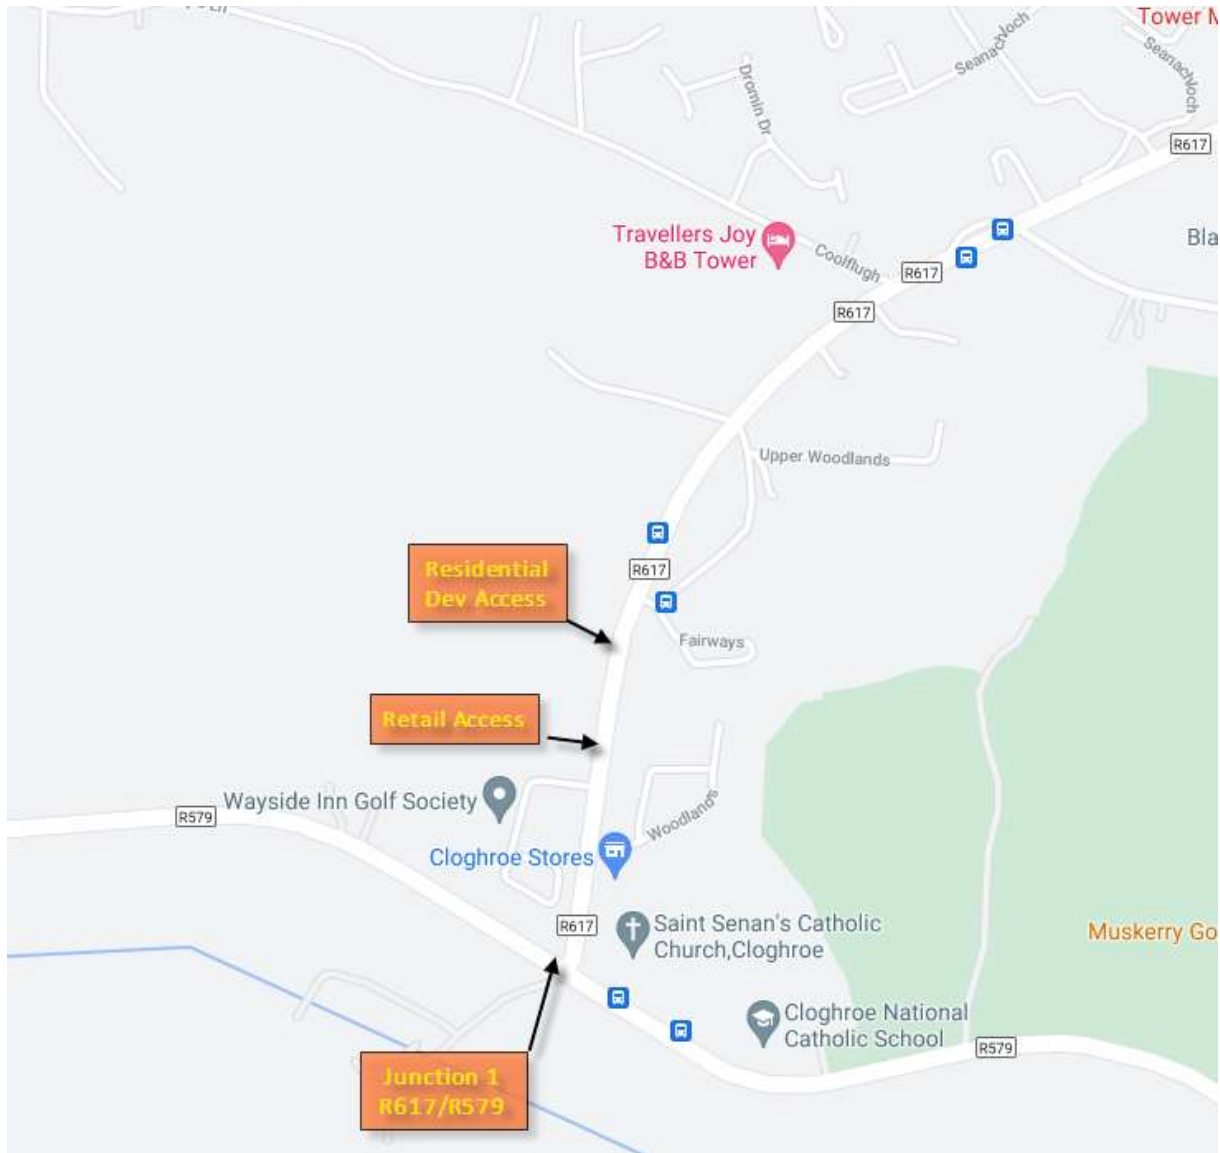 Tower M
Seanachloch
Seanachloch
Dromin Dr
R617
Travellers Joy
B&B Tower
Coolflugh
R617
Bla
R617
Upper Woodlands
Residential
Dev Access
R617
Fairways
Retail Access
Wayside Inn Golf Society
R579
Woodlands
Cloghroe Stores
R617
Saint Senan's Catholic
Church,Cloghroe
Muskerry Go
Cloghroe National
Catholic School
R579
Junction 1
R617/R579